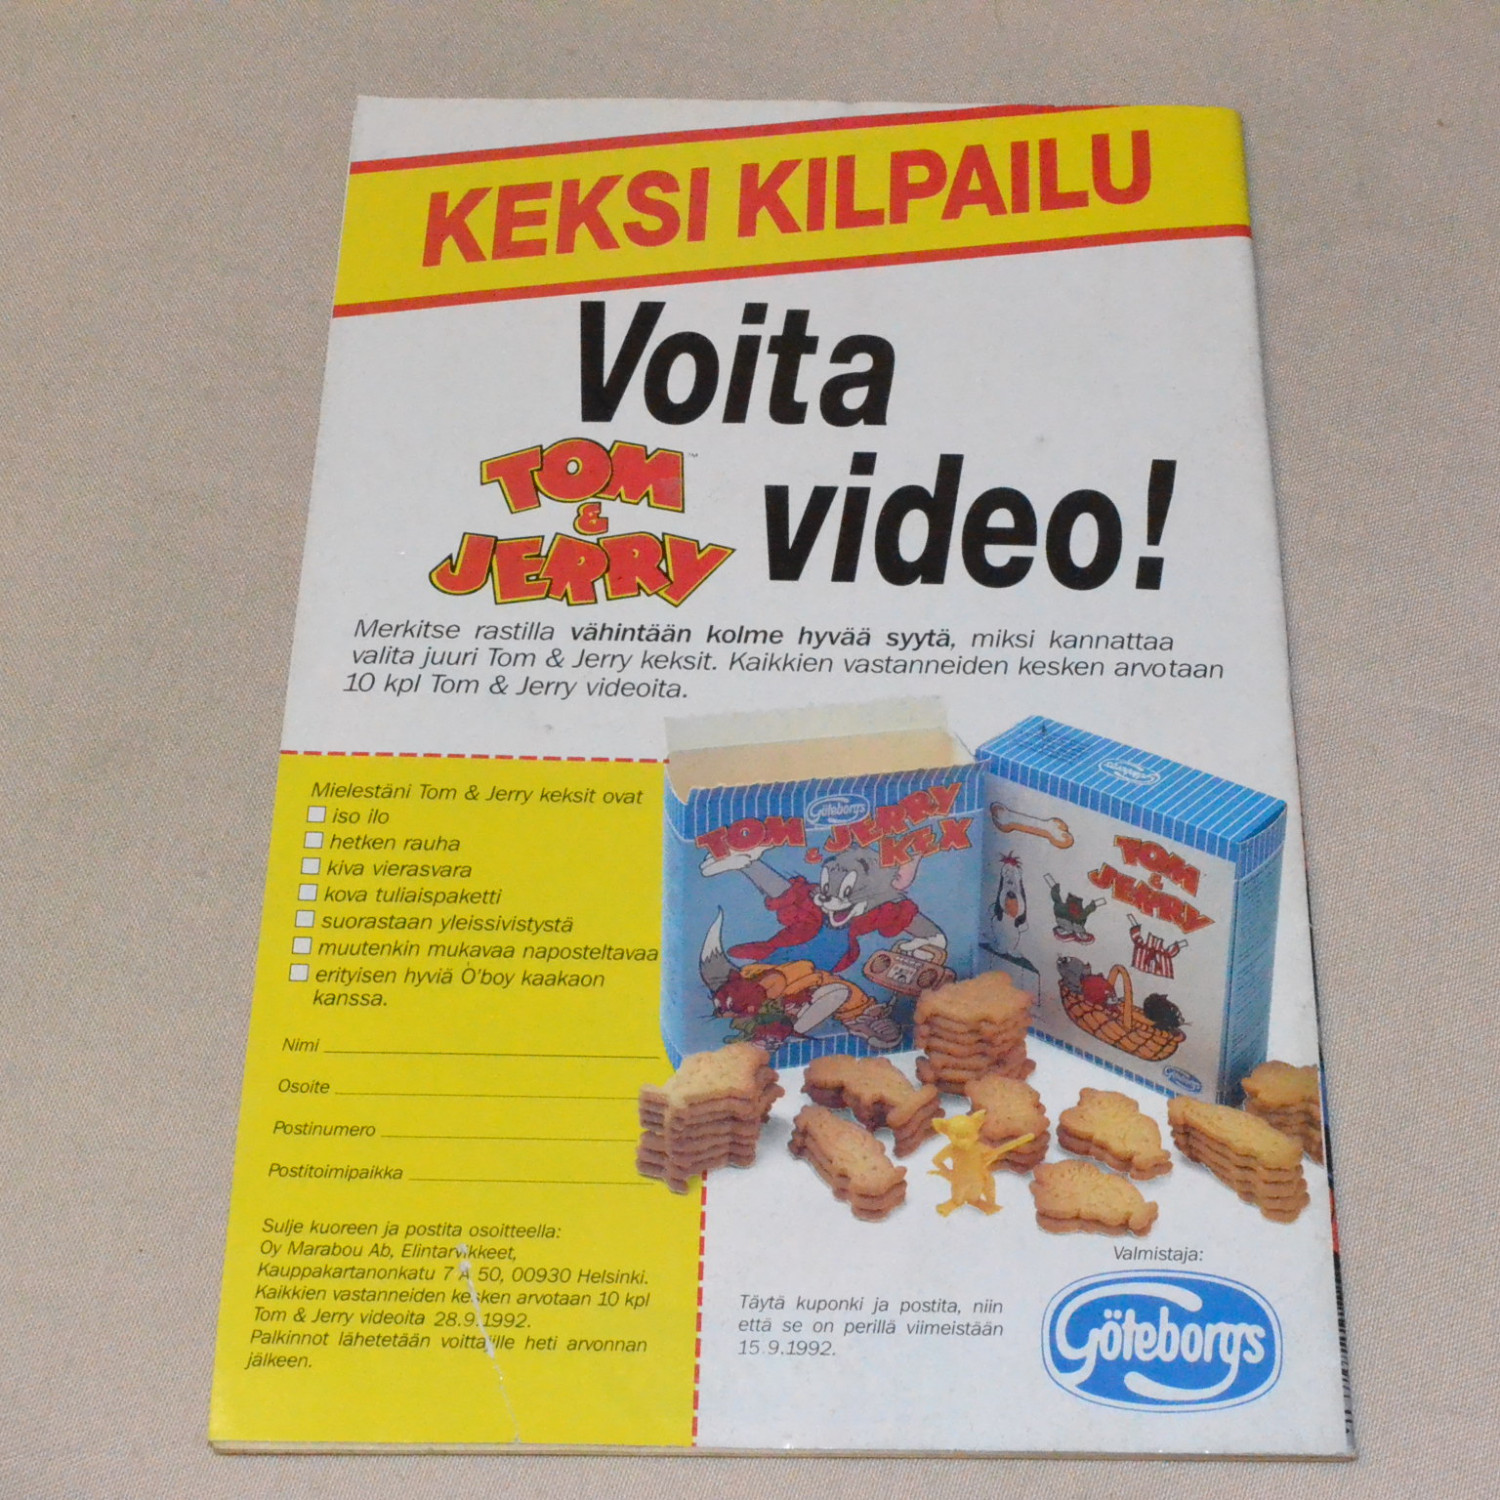 KEKSI KILPAILU
Voita
TOM
&
JERRY
video!
Merkitse rastilla vähintään kolme hyvää syytä, miksi kannattaa
valita juuri Tom & Jerry keksit. Kaikkien vastanneiden kesken arvotaan
10 kpl Tom & Jerry videoita.
Mielestäni Tom & Jerry keksit ovat
iso ilo
hetken rauha
kiva vierasvara
kova tuliaispaketti
suorastaan yleissivistystä
muutenkin mukavaa naposteltavaa
erityisen hyviä O'boy kaakaon
kanssa.
Nimi
Osoite
Postinumero
Postitoimipaikka
Sulje kuoreen ja postita osoitteella:
Oy Marabou Ab, Elintarvikkeet,
Kauppakartanonkatu 7 A 50, 00930 Helsinki.
Kaikkien vastanneiden kesken arvotaan 10 kpl
Tom & Jerry videoita 28.9.1992.
Palkinnot lähetetään voittajille heti arvonnan
jälkeen.
Göteborgs
TOM & JERRY
KEX
Göteborgs
TOM
&
JERRY
Göteborgs
Täytä kuponki ja postita, niin
että se on perillä viimeistään
15.9.1992.
Valmistaja:
Göteborgs